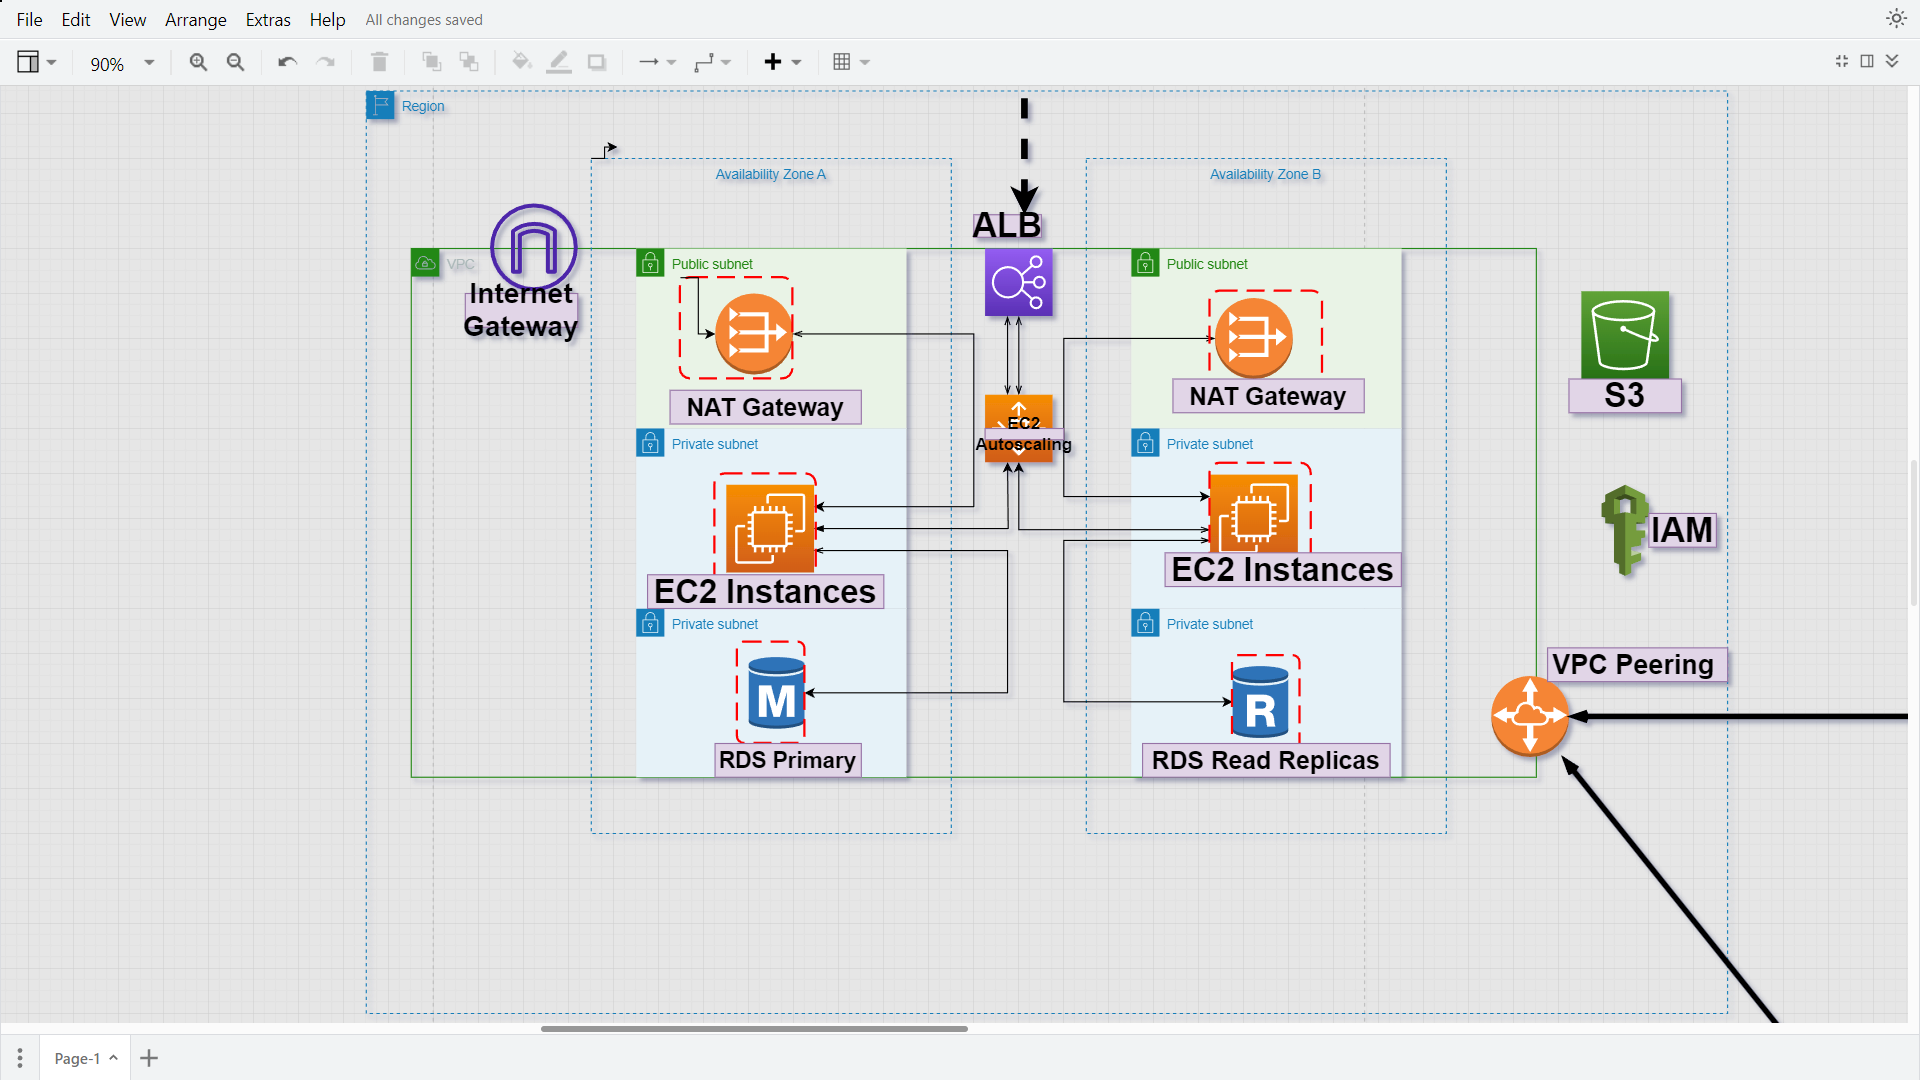 File Edit View Arrange Extras Help All changes saved
90%
Region
Availability Zone A
Availability Zone B
ALB
VPC
Internet
Gateway
Public subnet
Public subnet
NAT Gateway
NAT Gateway
S3
EC2
Autoscaling
Private subnet
Private subnet
EC2 Instances
EC2 Instances
IAM
Private subnet
Private subnet
M
R
VPC Peering
RDS Primary
RDS Read Replicas
Page-1